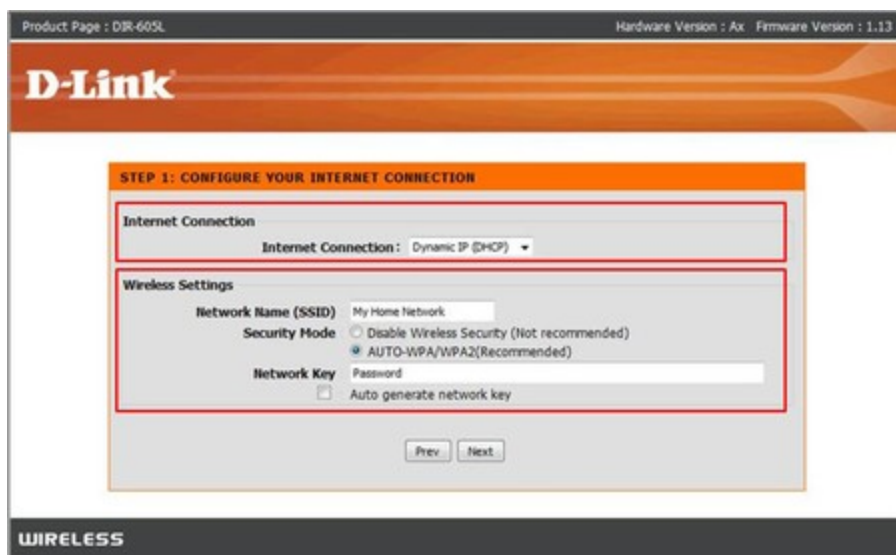 Product Page : DIR-605L Hardware Version : Ax Firmware Version : 1.13
D-Link
STEP 1: CONFIGURE YOUR INTERNET CONNECTION
Internet Connection
Internet Connection : Dynamic IP (DHCP)
Wireless Settings
Network Name (SSID) My Home Network
Security Mode Disable Wireless Security (Not recommended)
AUTO-WPA/WPA2(Recommended)
Network Key Password
Auto generate network key
Prev Next
WIRELESS